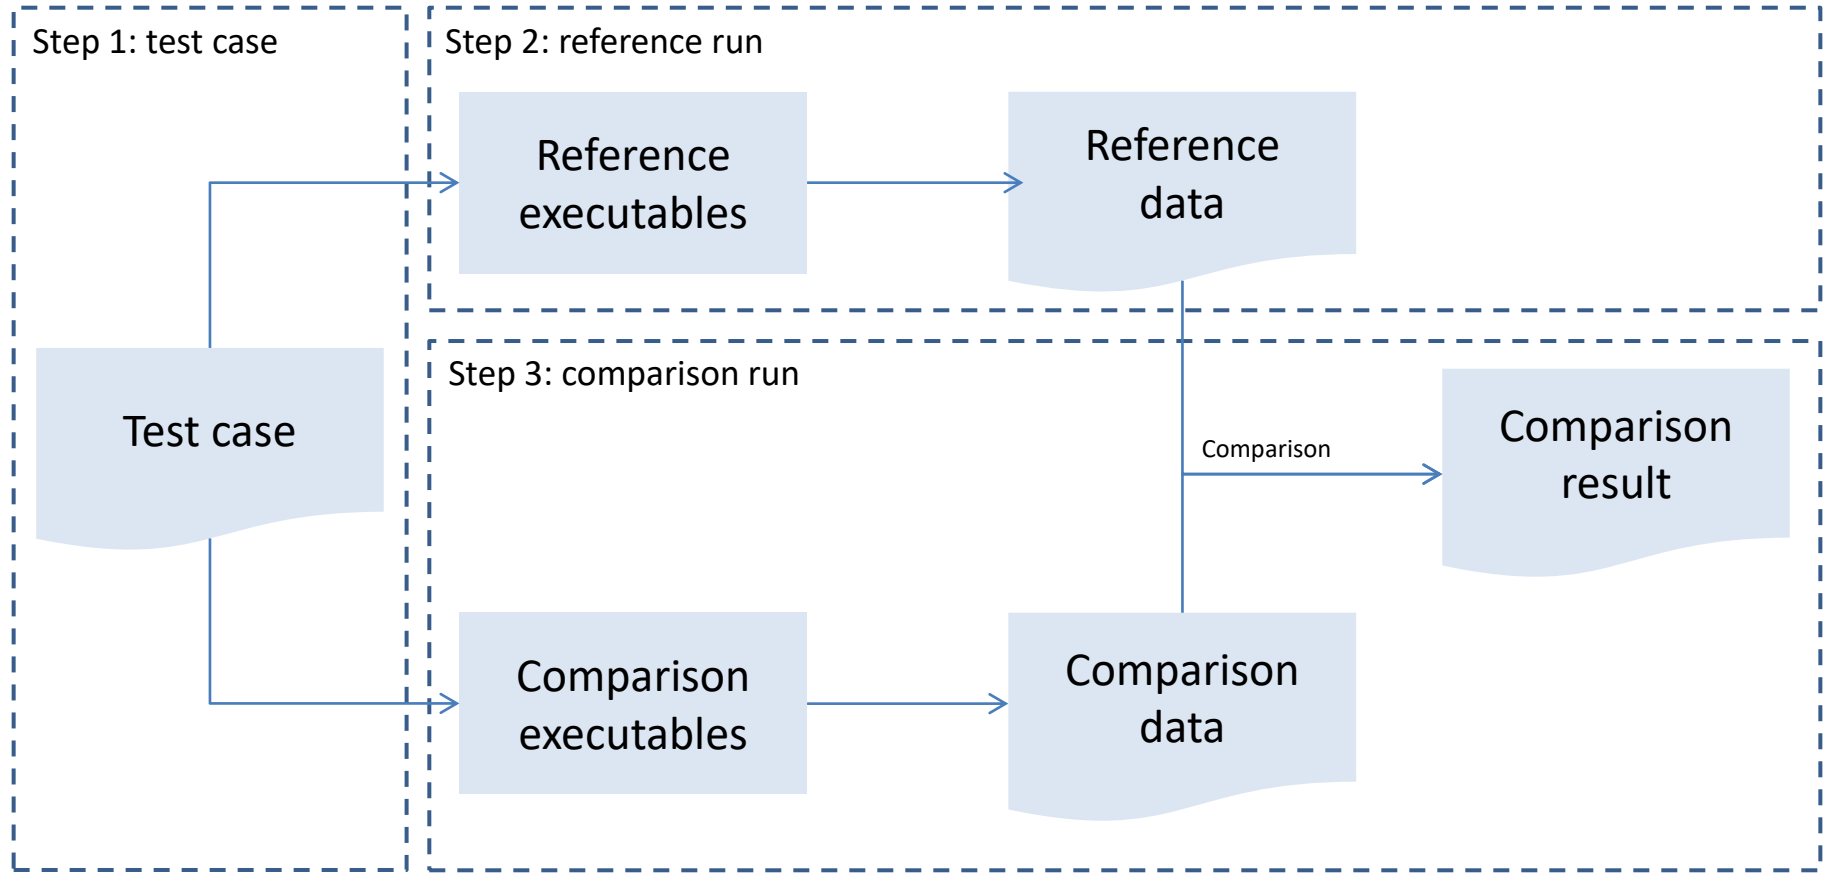 Step 1: test case
Step 2: reference run
Reference
executables
Reference
data
Test case
Step 3: comparison run
Comparison
Comparison
result
Comparison
executables
Comparison
data